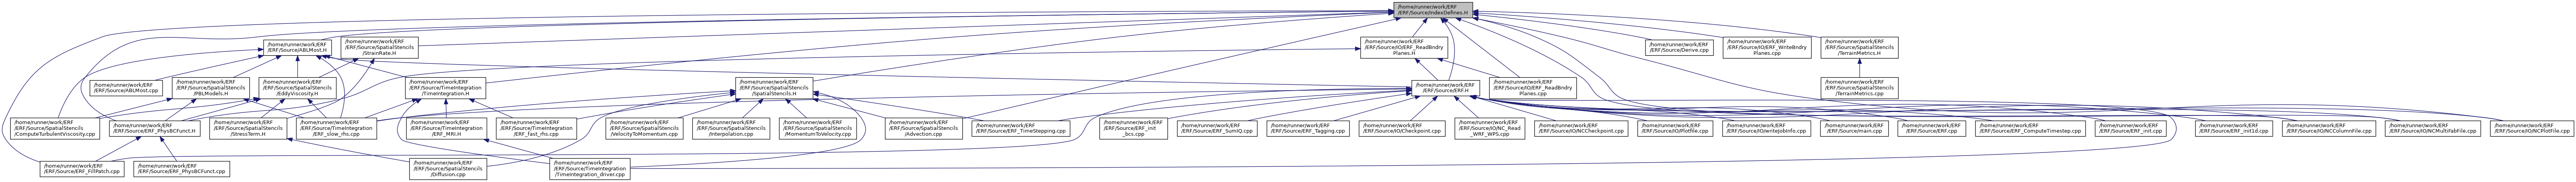 /home/runner/work/ERF
/ERF/Source/IndexDefines.H
/home/runner/work/ERF
/ERF/Source/ABLMost.H
/home/runner/work/ERF
/ERF/Source/SpatialStencils
/StrainRate.H
/home/runner/work/ERF
/ERF/Source/IO/ERF_ReadBndry
Planes.H
/home/runner/work/ERF
/ERF/Source/Derive.cpp
/home/runner/work/ERF
/ERF/Source/IO/ERF_WriteBndry
Planes.cpp
/home/runner/work/ERF
/ERF/Source/SpatialStencils
/TerrainMetrics.H
/home/runner/work/ERF
/ERF/Source/ABLMost.cpp
/home/runner/work/ERF
/ERF/Source/SpatialStencils
/PBLModels.H
/home/runner/work/ERF
/ERF/Source/SpatialStencils
/EddyViscosity.H
/home/runner/work/ERF
/ERF/Source/TimeIntegration
/TimeIntegration.H
/home/runner/work/ERF
/ERF/Source/SpatialStencils
/SpatialStencils.H
/home/runner/work/ERF
/ERF/Source/ERF.H
/home/runner/work/ERF
/ERF/Source/IO/ERF_ReadBndry
Planes.cpp
/home/runner/work/ERF
/ERF/Source/SpatialStencils
/TerrainMetrics.cpp
/home/runner/work/ERF
/ERF/Source/SpatialStencils
/ComputeTurbulentViscosity.cpp
/home/runner/work/ERF
/ERF/Source/ERF_PhysBCFunct.H
/home/runner/work/ERF
/ERF/Source/SpatialStencils
/StressTerm.H
/home/runner/work/ERF
/ERF/Source/TimeIntegration
/ERF_slow_rhs.cpp
/home/runner/work/ERF
/ERF/Source/TimeIntegration
/ERF_MRI.H
/home/runner/work/ERF
/ERF/Source/TimeIntegration
/ERF_fast_rhs.cpp
/home/runner/work/ERF
/ERF/Source/SpatialStencils
/VelocityToMomentum.cpp
/home/runner/work/ERF
/ERF/Source/SpatialStencils
/Interpolation.cpp
/home/runner/work/ERF
/ERF/Source/SpatialStencils
/MomentumToVelocity.cpp
/home/runner/work/ERF
/ERF/Source/SpatialStencils
/Advection.cpp
/home/runner/work/ERF
/ERF/Source/ERF_TimeStepping.cpp
/home/runner/work/ERF
/ERF/Source/ERF_init
_bcs.cpp
/home/runner/work/ERF
/ERF/Source/ERF_SumIQ.cpp
/home/runner/work/ERF
/ERF/Source/ERF_Tagging.cpp
/home/runner/work/ERF
/ERF/Source/IO/Checkpoint.cpp
/home/runner/work/ERF
/ERF/Source/IO/NC_Read
_WRF_WPS.cpp
/home/runner/work/ERF
/ERF/Source/IO/NCCheckpoint.cpp
/home/runner/work/ERF
/ERF/Source/IO/Plotfile.cpp
/home/runner/work/ERF
/ERF/Source/IO/writeJobInfo.cpp
/home/runner/work/ERF
/ERF/Source/main.cpp
/home/runner/work/ERF
/ERF/Source/ERF.cpp
/home/runner/work/ERF
/ERF/Source/ERF_ComputeTimestep.cpp
/home/runner/work/ERF
/ERF/Source/ERF_init.cpp
/home/runner/work/ERF
/ERF/Source/ERF_init1d.cpp
/home/runner/work/ERF
/ERF/Source/IO/NCColumnFile.cpp
/home/runner/work/ERF
/ERF/Source/IO/NCMultiFabFile.cpp
/home/runner/work/ERF
/ERF/Source/IO/NCPlotFile.cpp
/home/runner/work/ERF
/ERF/Source/ERF_FillPatch.cpp
/home/runner/work/ERF
/ERF/Source/ERF_PhysBCFunct.cpp
/home/runner/work/ERF
/ERF/Source/SpatialStencils
/Diffusion.cpp
/home/runner/work/ERF
/ERF/Source/TimeIntegration
/TimeIntegration_driver.cpp